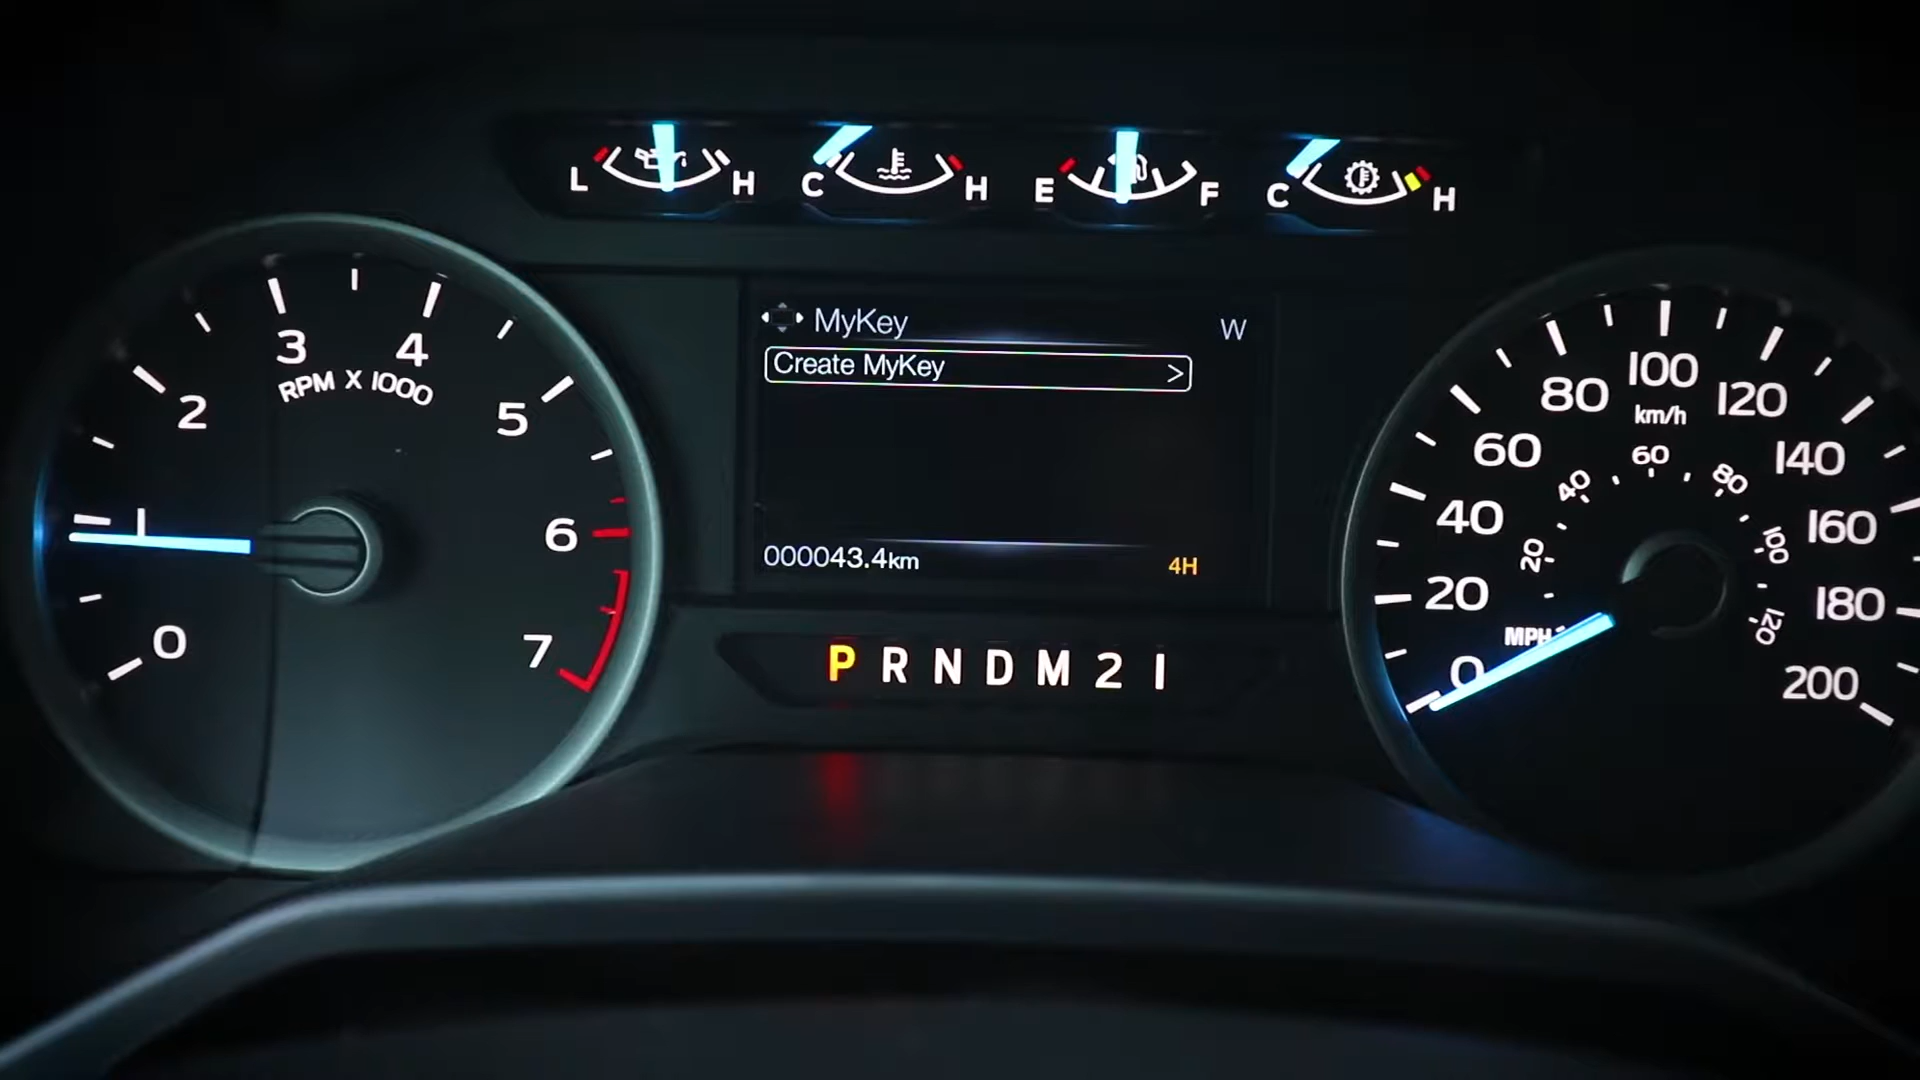 L H C H E F C H
3 4
RPM X 1000
2 5
1 6
0 7
MyKey W
Create MyKey >
000043.4km 4H
P R N D M 2 1
100
80 120
km/h
60 140
40 160
20 180
0 200
60
40 80
20 100
120
MPH